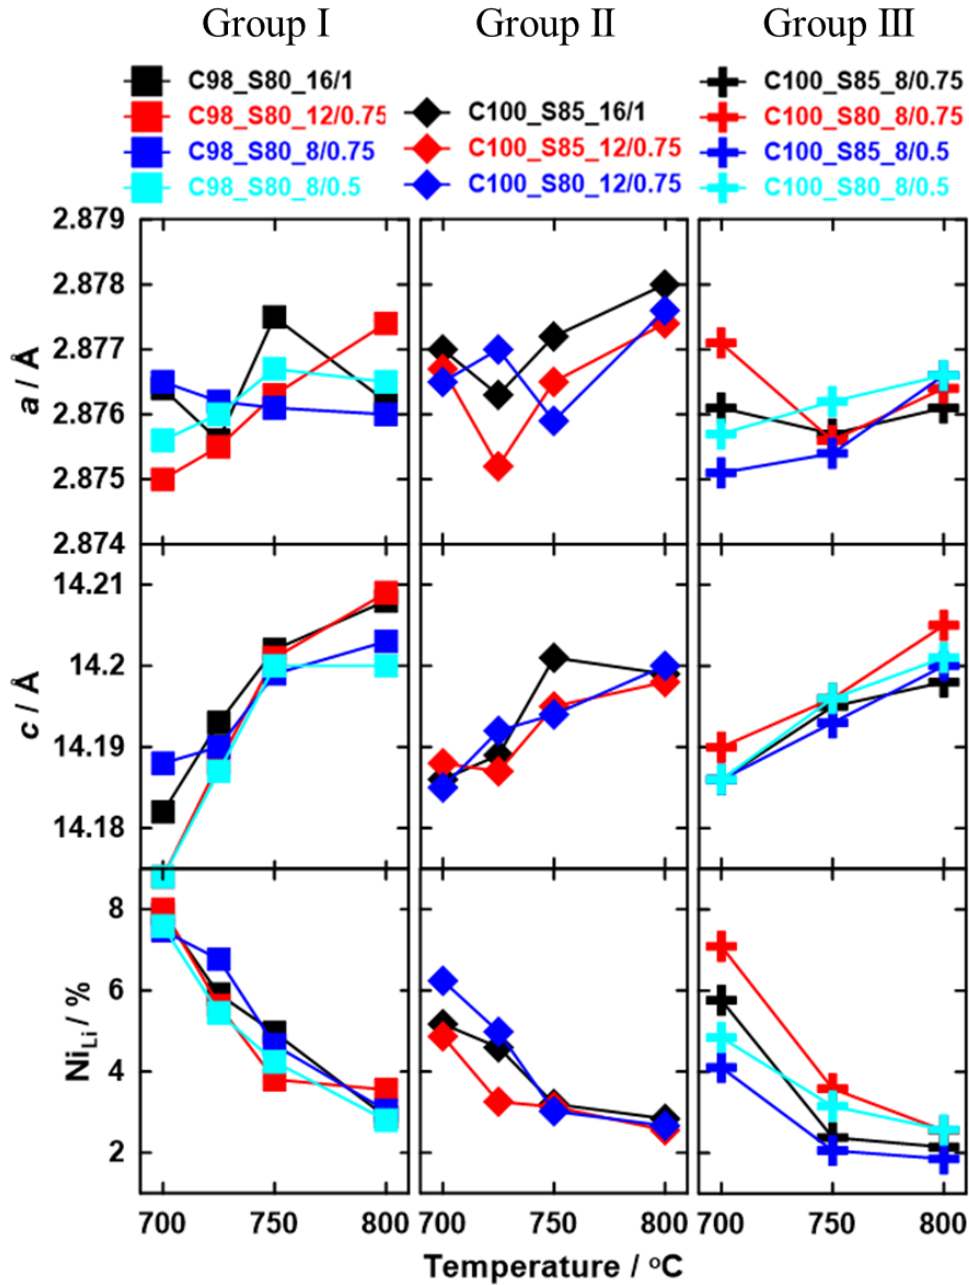 Group I
Group II
Group III
C98_S80_16/1
C98_S80_12/0.75
C98_S80_8/0.75
C98_S80_8/0.5
C100_S85_16/1
C100_S85_12/0.75
C100_S80_12/0.75
C100_S85_8/0.75
C100_S80_8/0.75
C100_S85_8/0.5
C100_S80_8/0.5
2.879
2.878
2.877
2.876
2.875
2.874
a / Å
14.21
14.2
14.19
14.18
c / Å
8
6
4
2
NiLi / %
700 750 800
700 750 800
700 750 800
Temperature / °C